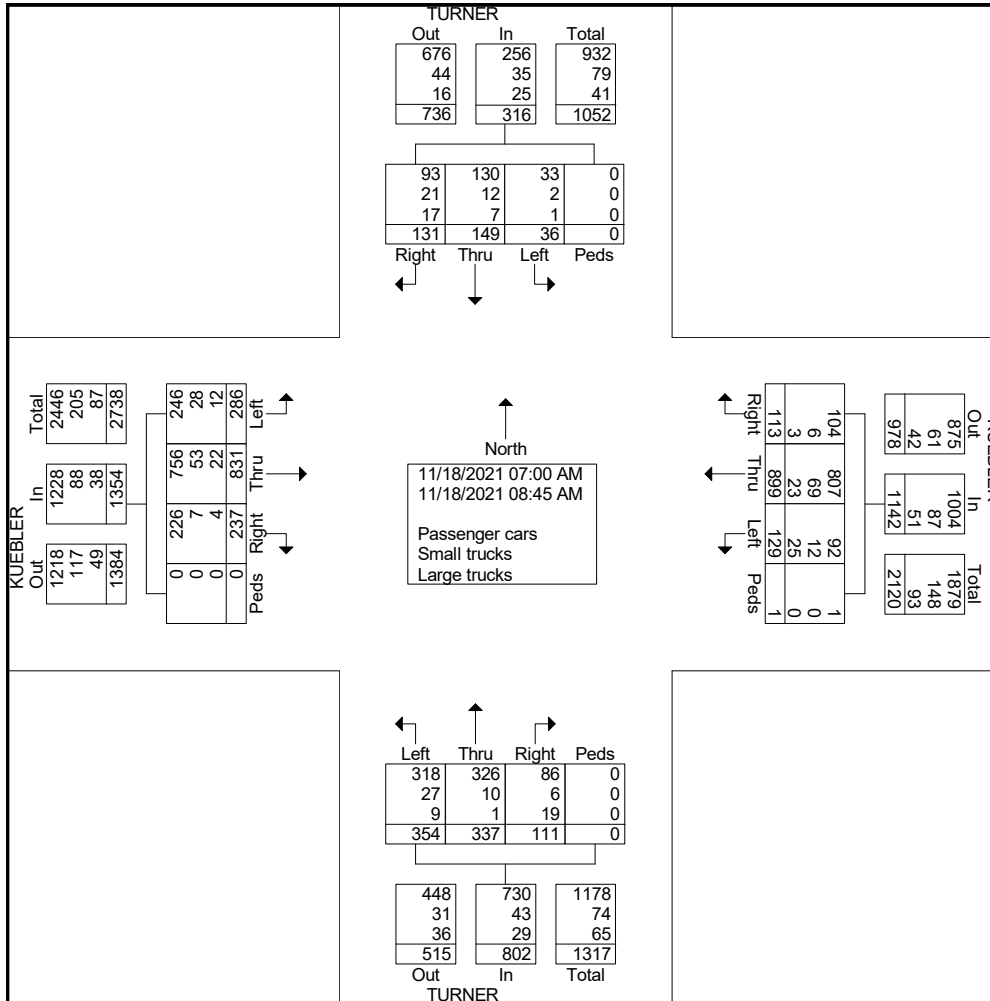 TURNER
Out In Total
676 256 932
44 35 79
16 25 41
736 316 1052
93 130 33 0
21 12 2 0
17 7 1 0
131 149 36 0
Right Thru Left Peds
KUEBLER
Total In Out
2446 1228 1218
205 88 117
87 38 49
2738 1354 1384
246 756 226 0
28 53 7 0
12 22 4 0
286 831 237 0
Left Thru Right Peds
North
11/18/2021 07:00 AM
11/18/2021 08:45 AM
Passenger cars
Small trucks
Large trucks
Right Thru Left Peds
104 807 92 1
6 69 12 0
3 23 25 0
113 899 129 1
KUEBLER
Out In Total
875 1004 1879
61 87 148
42 51 93
978 1142 2120
Left Thru Right Peds
318 326 86 0
27 10 6 0
9 1 19 0
354 337 111 0
448 730 1178
31 43 74
36 29 65
515 802 1317
Out In Total
TURNER